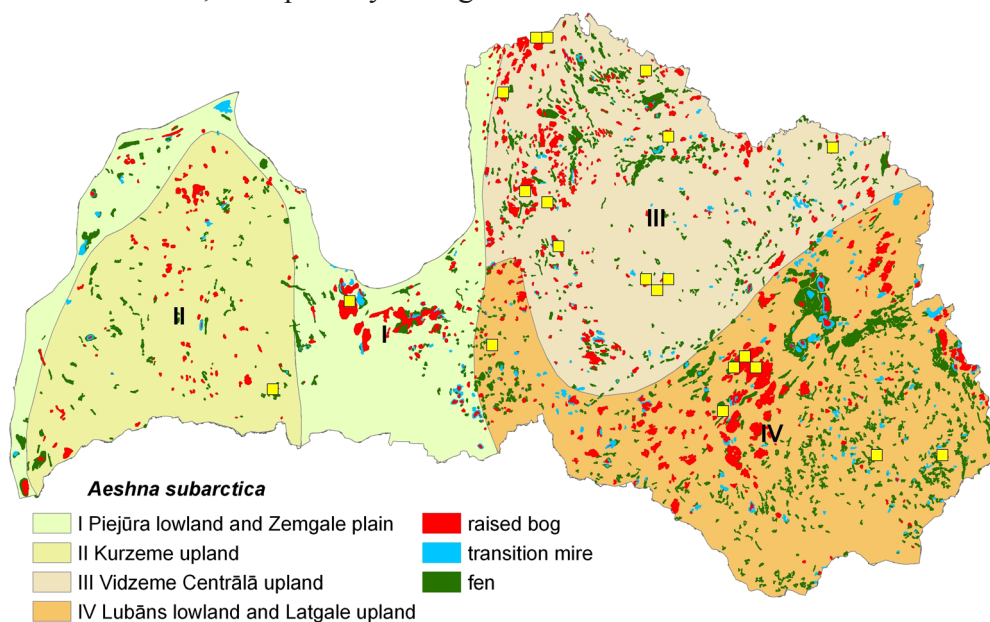 III
II
I
IV
Aeshna subarctica
I Piejūra lowland and Zemgale plain
II Kurzeme upland
III Vidzeme Centrālā upland
IV Lubāns lowland and Latgale upland
raised bog
transition mire
fen